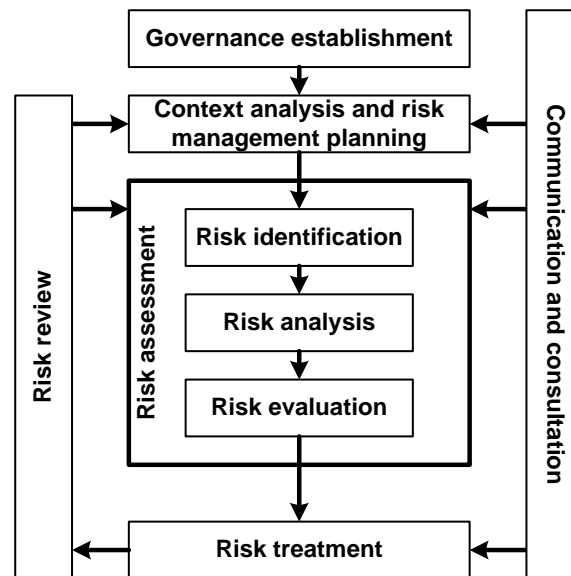 Governance establishment
Context analysis and risk
management planning
Risk identification
Risk analysis
Risk evaluation
Risk assessment
Risk treatment
Risk review
Communication and consultation